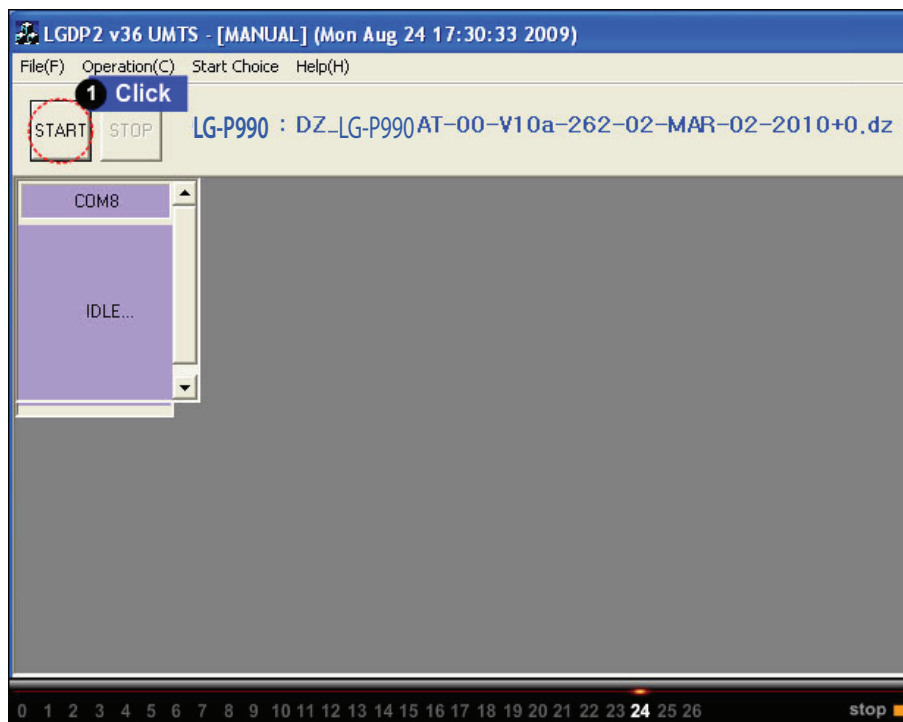 LGDP2 v36 UMTS - [MANUAL] (Mon Aug 24 17:30:33 2009)
File(F) Operation(C) Start Choice Help(H)
1 Click
START STOP LG-P990 : DZ_LG-P990AT-00-V10a-262-02-MAR-02-2010+0.dz
COM8
IDLE...
0 1 2 3 4 5 6 7 8 9 10 11 12 13 14 15 16 17 18 19 20 21 22 23 24 25 26 stop